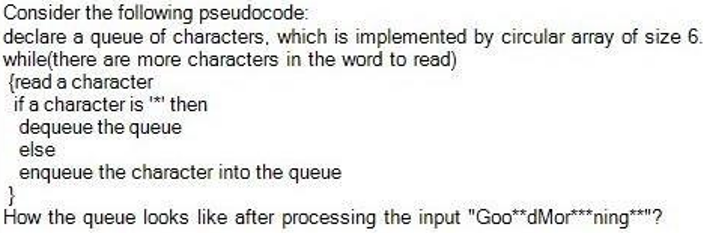 Consider the following pseudocode:
declare a queue of characters, which is implemented by circular array of size 6.
while(there are more characters in the word to read)
{read a character
if a character is '*' then
dequeue the queue
else
enqueue the character into the queue
}
How the queue looks like after processing the input "Goo**dMor***ning**"?